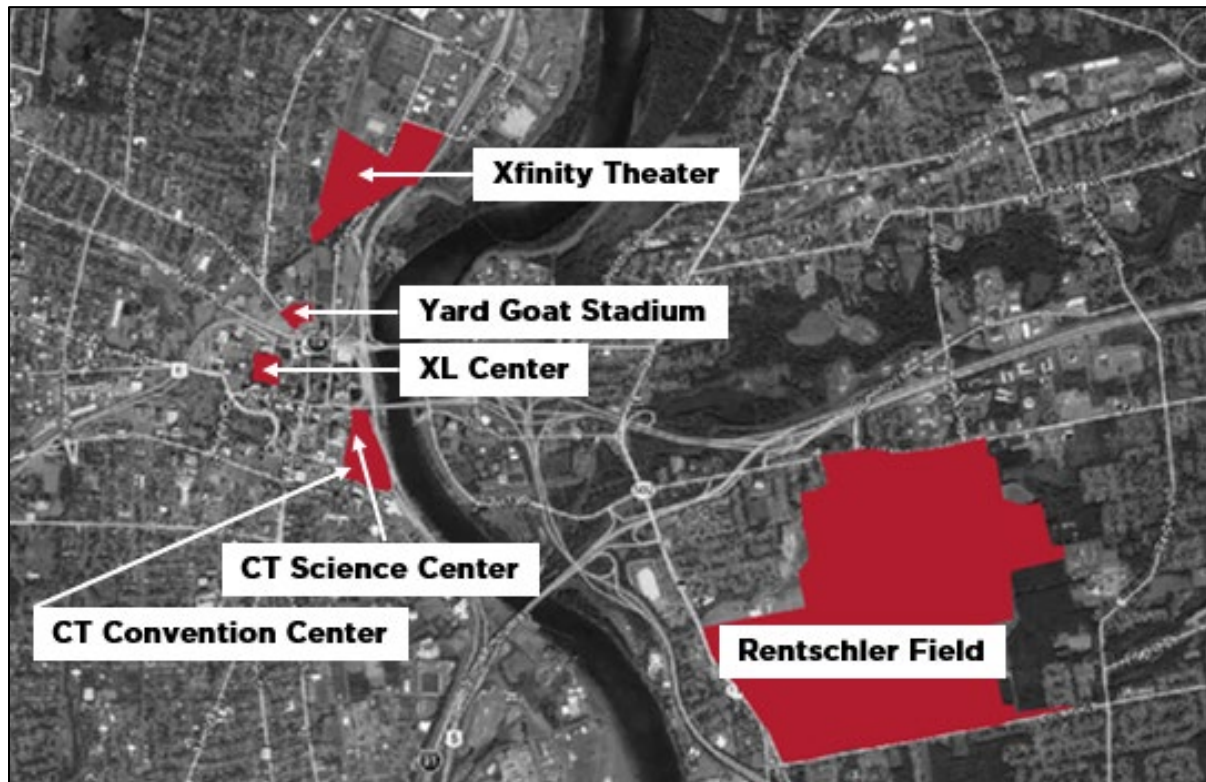 Xfinity Theater
Yard Goat Stadium
XL Center
CT Science Center
CT Convention Center
Rentschler Field